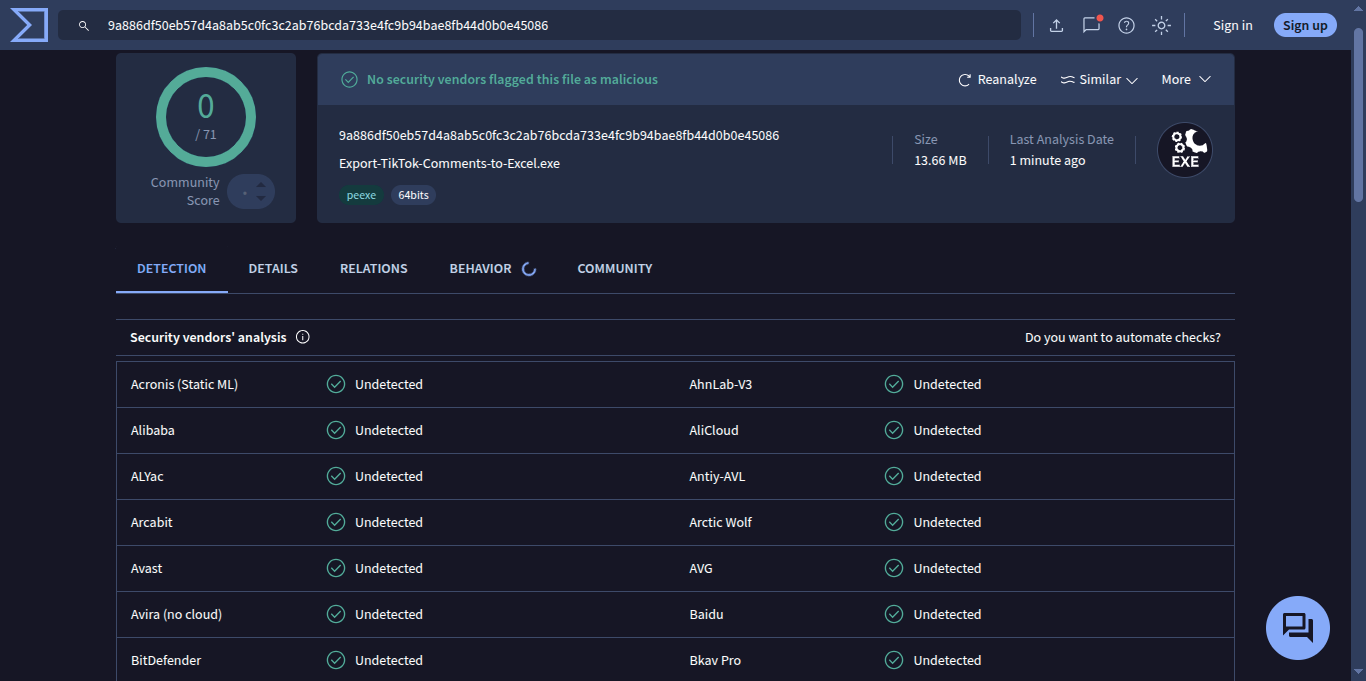 9a886df50eb57d4a8ab5c0fc3c2ab76bcda733e4fc9b94bae8fb44d0b0e45086
Sign in
Sign up
0
/ 71
Community
Score
-
No security vendors flagged this file as malicious
Reanalyze
Similar
More
9a886df50eb57d4a8ab5c0fc3c2ab76bcda733e4fc9b94bae8fb44d0b0e45086
Export-TikTok-Comments-to-Excel.exe
peexe
64bits
Size
13.66 MB
Last Analysis Date
1 minute ago
EXE
DETECTION
DETAILS
RELATIONS
BEHAVIOR
COMMUNITY
Security vendors' analysis
Do you want to automate checks?
Acronis (Static ML) Undetected AhnLab-V3 Undetected
Alibaba Undetected AliCloud Undetected
ALYac Undetected Antiy-AVL Undetected
Arcabit Undetected Arctic Wolf Undetected
Avast Undetected AVG Undetected
Avira (no cloud) Undetected Baidu Undetected
BitDefender Undetected Bkav Pro Undetected